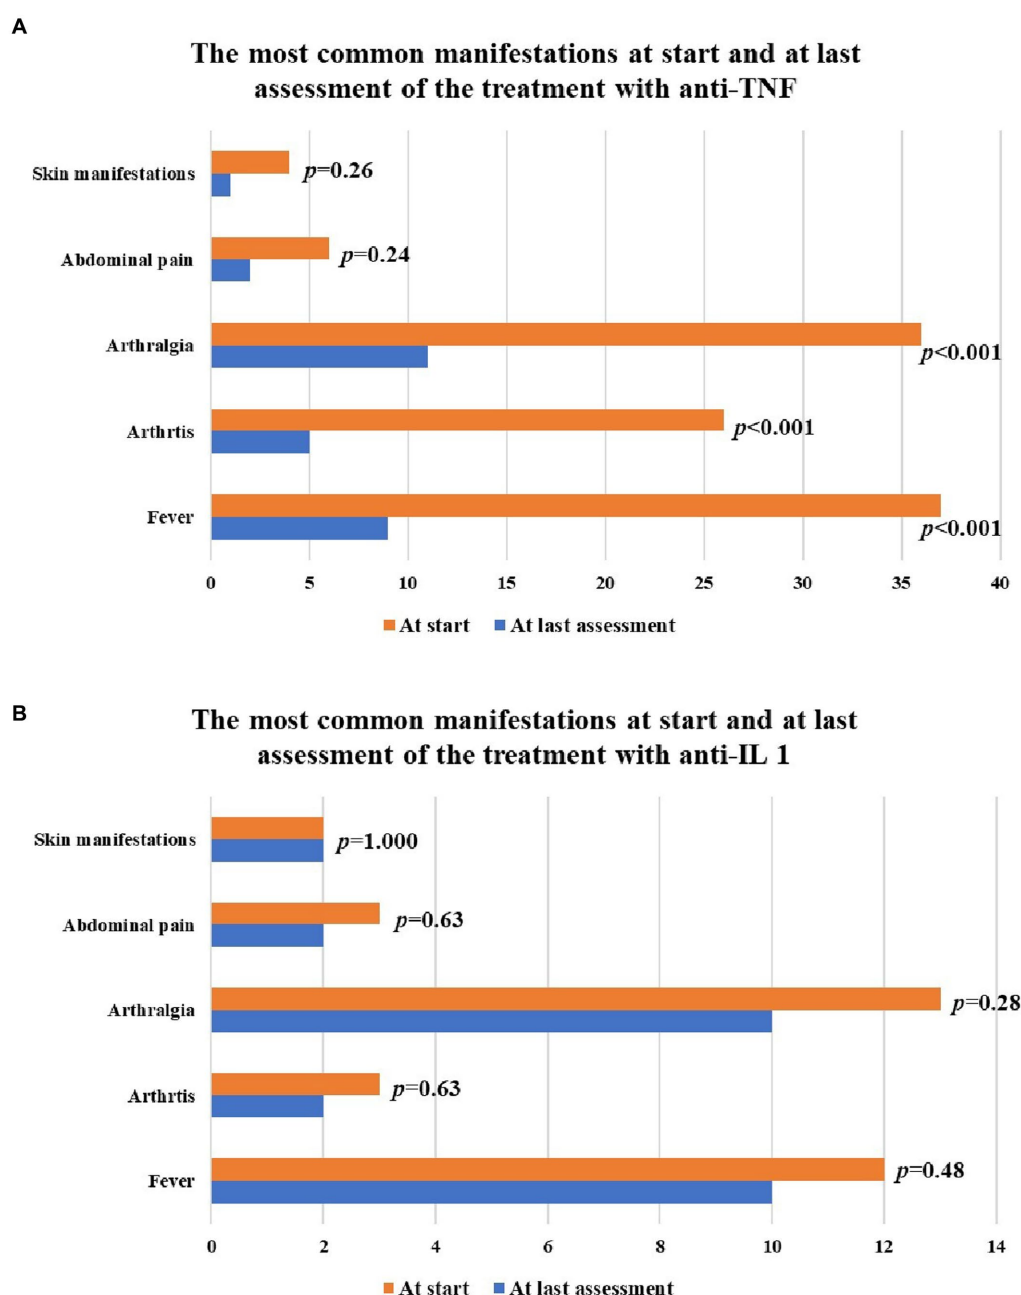 A
The most common manifestations at start and at last
assessment of the treatment with anti-TNF
Skin manifestations
p=0.26
Abdominal pain
p=0.24
Arthralgia
p<0.001
Arthrtis
p<0.001
Fever
p<0.001
0 5 10 15 20 25 30 35 40
At start At last assessment
B
The most common manifestations at start and at last
assessment of the treatment with anti-IL 1
Skin manifestations
p=1.000
Abdominal pain
p=0.63
Arthralgia
p=0.28
Arthrtis
p=0.63
Fever
p=0.48
0 2 4 6 8 10 12 14
At start At last assessment